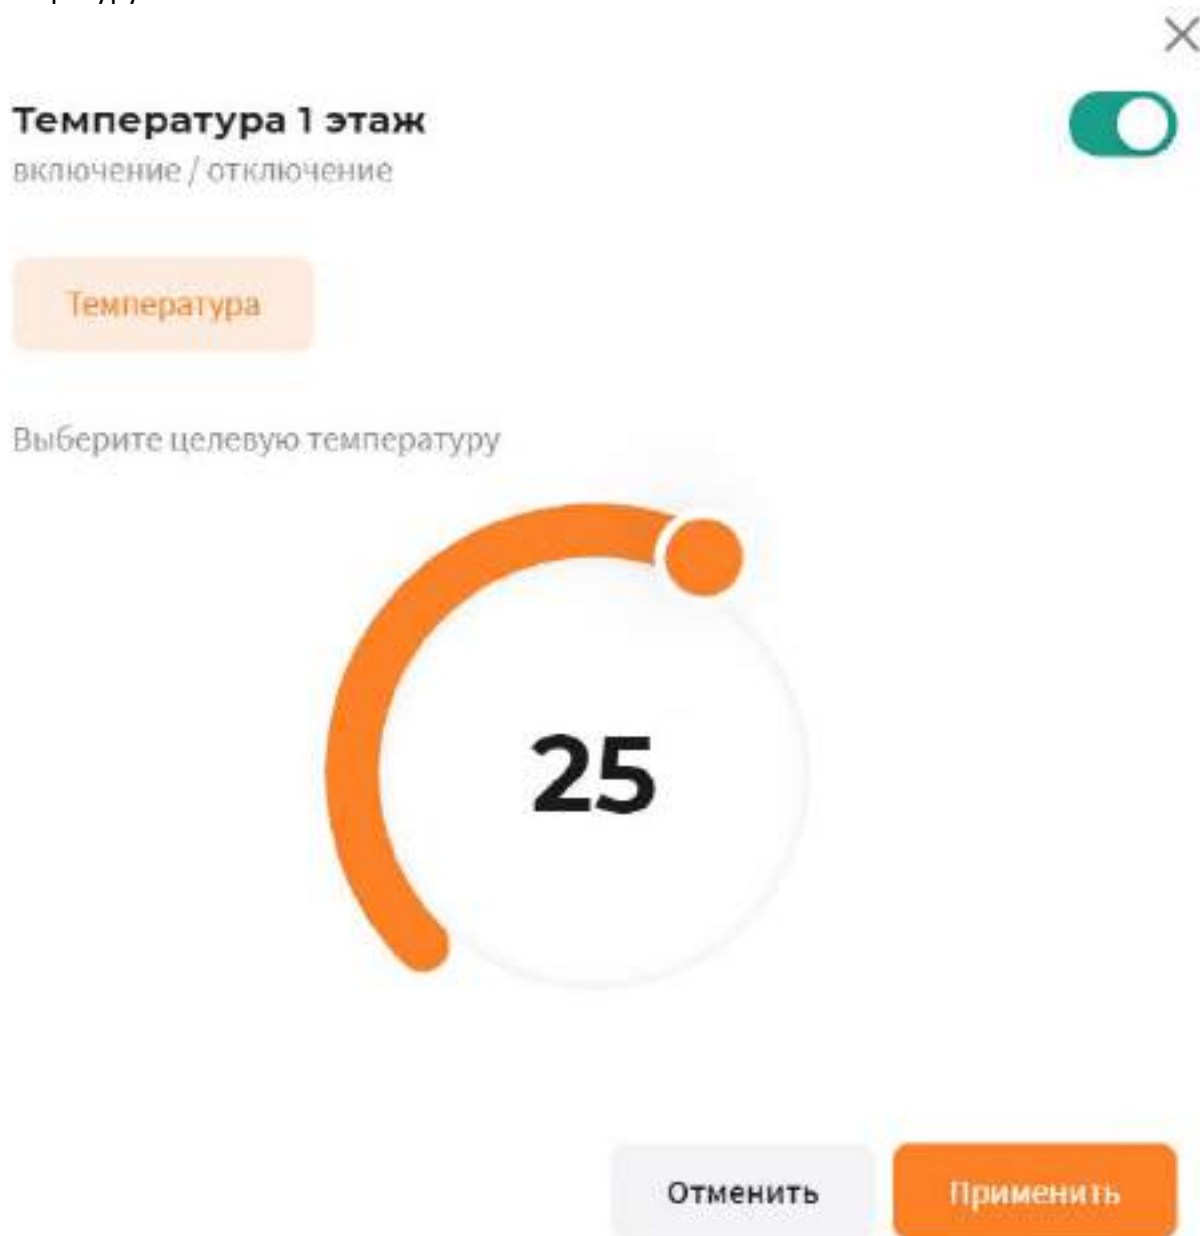 Температура 1 этаж
включение / отключение
Температура
Выберите целевую температуру
25
Отменить
Применить